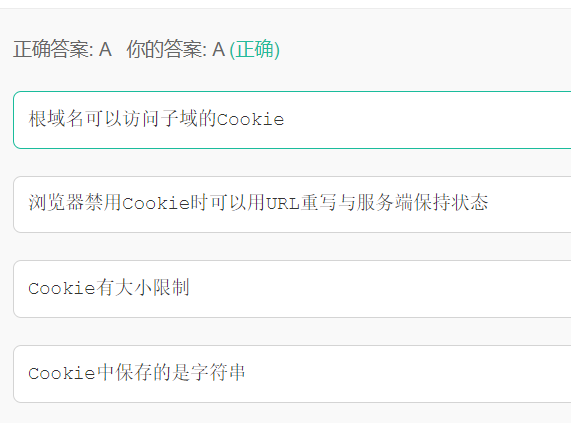 正确答案: A 你的答案: A (正确)
根域名可以访问子域的Cookie
浏览器禁用Cookie时可以用URL重写与服务端保持状态
Cookie有大小限制
Cookie中保存的是字符串